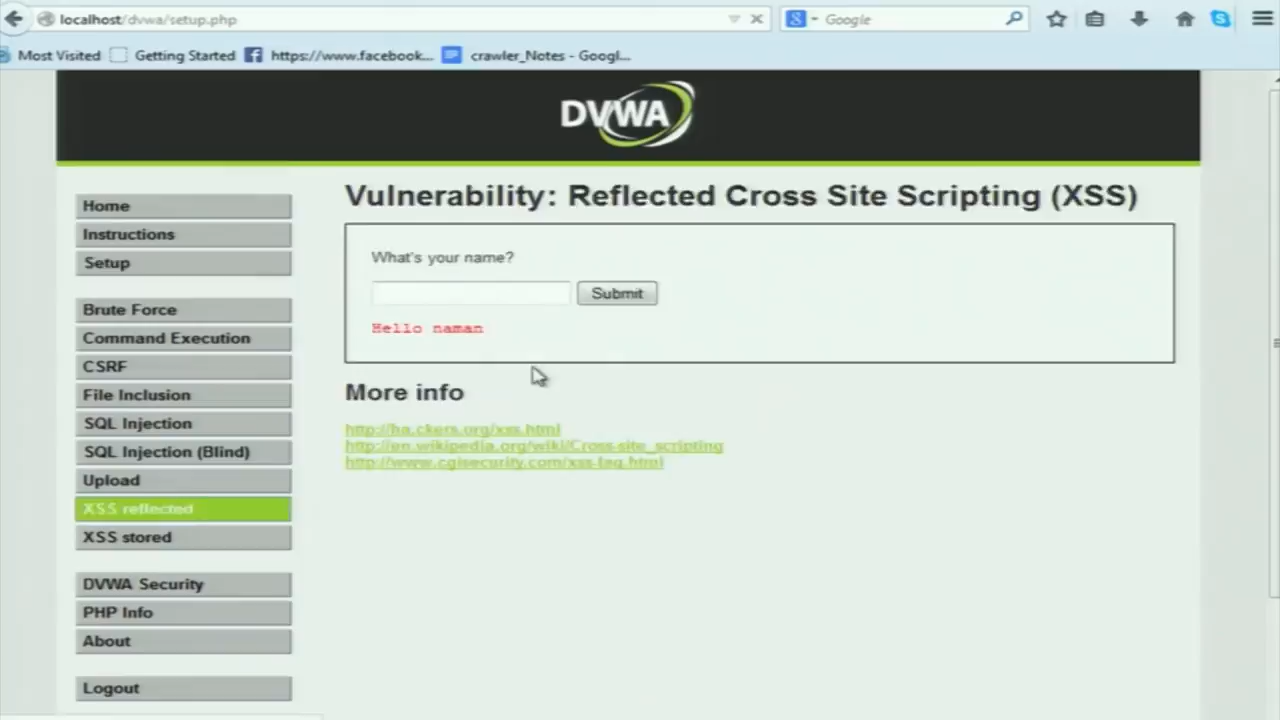 localhost/dvwa/setup.php
Google
Most Visited Getting Started https://www.facebook... crawler_Notes - Googl...
DVWA
Home
Instructions
Setup
Brute Force
Command Execution
CSRF
File Inclusion
SQL Injection
SQL Injection (Blind)
Upload
XSS reflected
XSS stored
DVWA Security
PHP Info
About
Logout
Vulnerability: Reflected Cross Site Scripting (XSS)
What's your name?
Submit
Hello naman
More info
http://ha.ckers.org/xss.html
http://en.wikipedia.org/wiki/Cross-site_scripting
http://www.cgisecurity.com/xss-faq.html